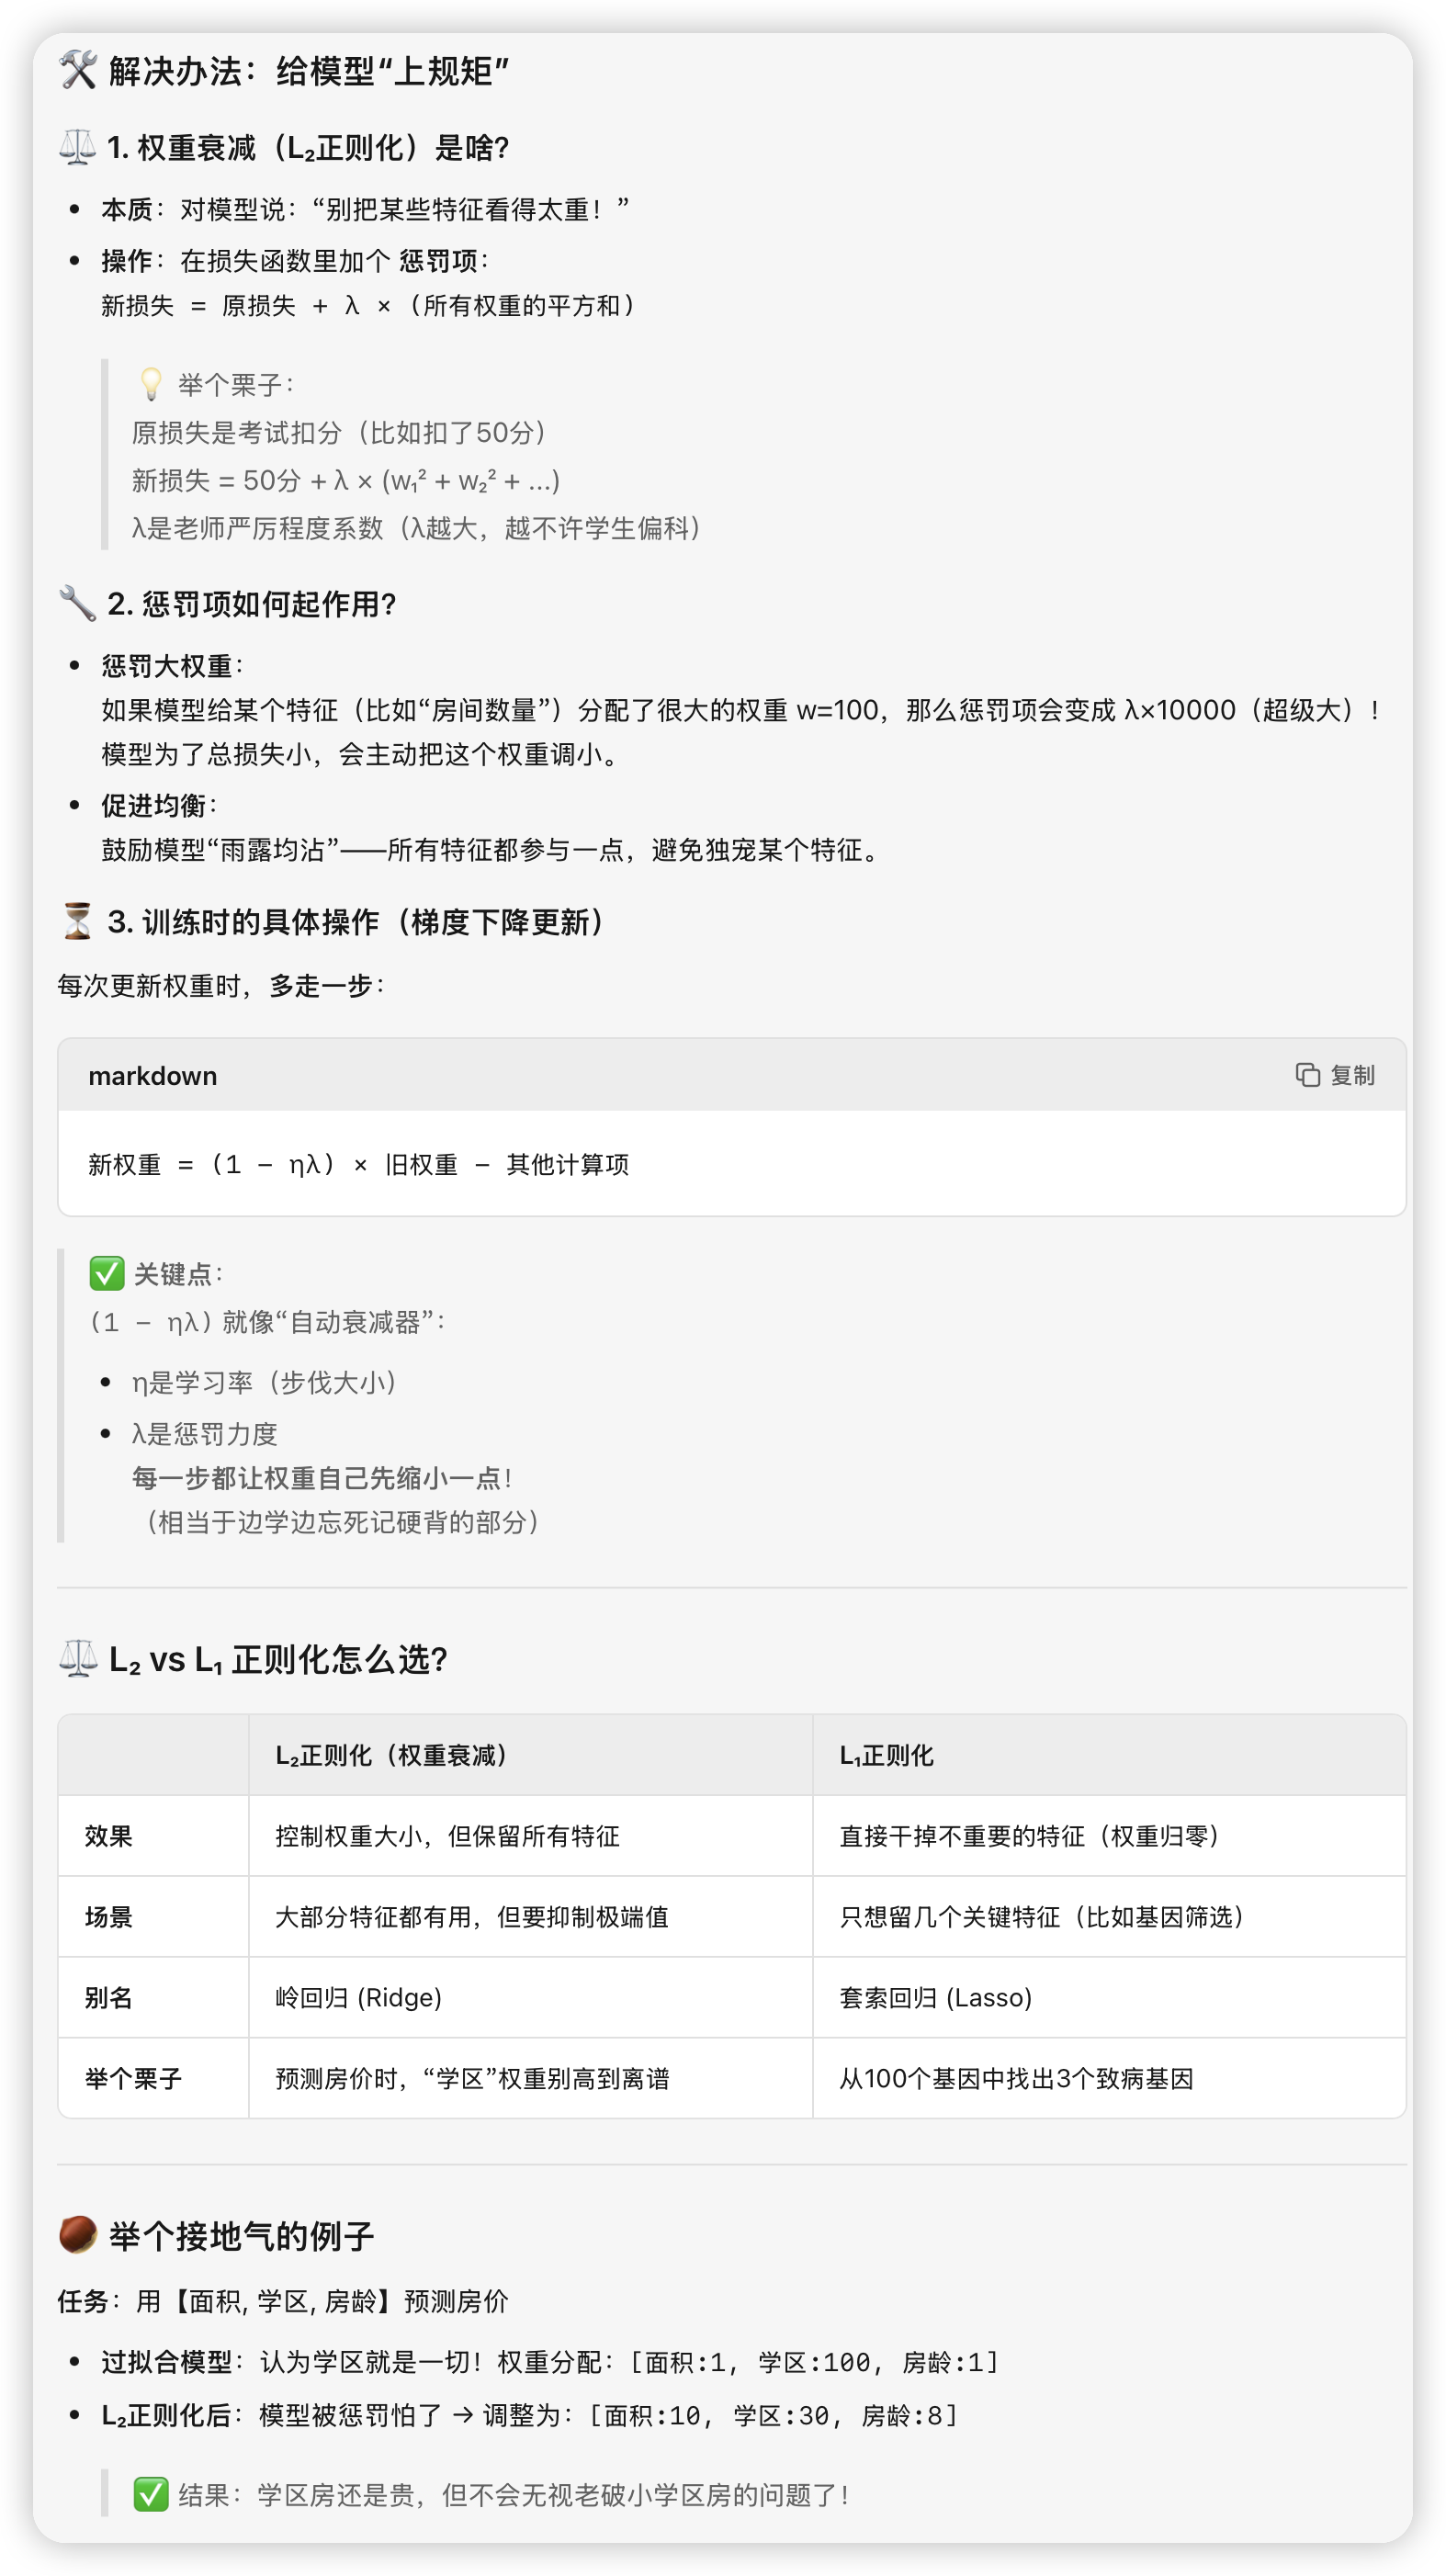 🛠️ 解决办法：给模型“上规矩”
⚖️ 1. 权重衰减（L₂正则化）是啥？
• 本质：对模型说：“别把某些特征看得太重！”
• 操作：在损失函数里加个 惩罚项：
新损失 = 原损失 + λ × (所有权重的平方和)
💡 举个栗子：
原损失是考试扣分（比如扣了50分）
新损失 = 50分 + λ × (w₁² + w₂² + ...)
λ是老师严厉程度系数（λ越大，越不许学生偏科）
🔧 2. 惩罚项如何起作用？
• 惩罚大权重：
如果模型给某个特征（比如“房间数量”）分配了很大的权重 w=100，那么惩罚项会变成 λ×10000（超级大）！
模型为了总损失小，会主动把这个权重调小。
• 促进均衡：
鼓励模型“雨露均沾”——所有特征都参与一点，避免独宠某个特征。
⏳ 3. 训练时的具体操作（梯度下降更新）
每次更新权重时，多走一步：
markdown 复制
新权重 = (1 - ηλ) × 旧权重 - 其他计算项
✅ 关键点：
(1 - ηλ) 就像“自动衰减器”：
• η是学习率（步伐大小）
• λ是惩罚力度
每一步都让权重自己先缩小一点！
（相当于边学边忘死记硬背的部分）
⚖️ L₂ vs L₁ 正则化怎么选？
L₂正则化（权重衰减） L₁正则化
效果 控制权重大小，但保留所有特征 直接干掉不重要的特征（权重归零）
场景 大部分特征都有用，但要抑制极端值 只想留几个关键特征（比如基因筛选）
别名 岭回归 (Ridge) 套索回归 (Lasso)
举个栗子 预测房价时，“学区”权重别高到离谱 从100个基因中找出3个致病基因
🌰 举个接地气的例子
任务：用【面积, 学区, 房龄】预测房价
• 过拟合模型：认为学区就是一切！权重分配：[面积:1, 学区:100, 房龄:1]
• L₂正则化后：模型被惩罚怕了 → 调整为：[面积:10, 学区:30, 房龄:8]
✅ 结果：学区房还是贵，但不会无视老破小学区房的问题了！